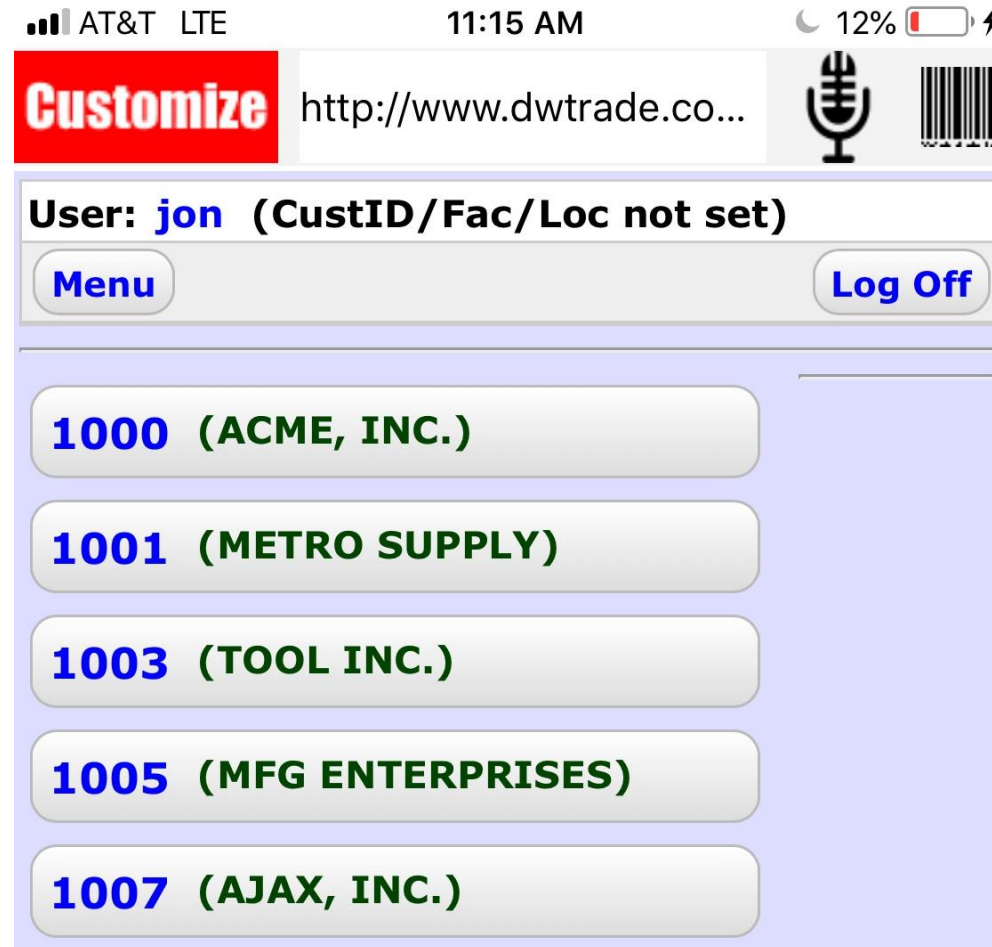 AT&T LTE 11:15 AM 12%
Customize http://www.dwtrade.co...
User: jon (CustID/Fac/Loc not set)
Menu Log Off
1000 (ACME, INC.)
1001 (METRO SUPPLY)
1003 (TOOL INC.)
1005 (MFG ENTERPRISES)
1007 (AJAX, INC.)